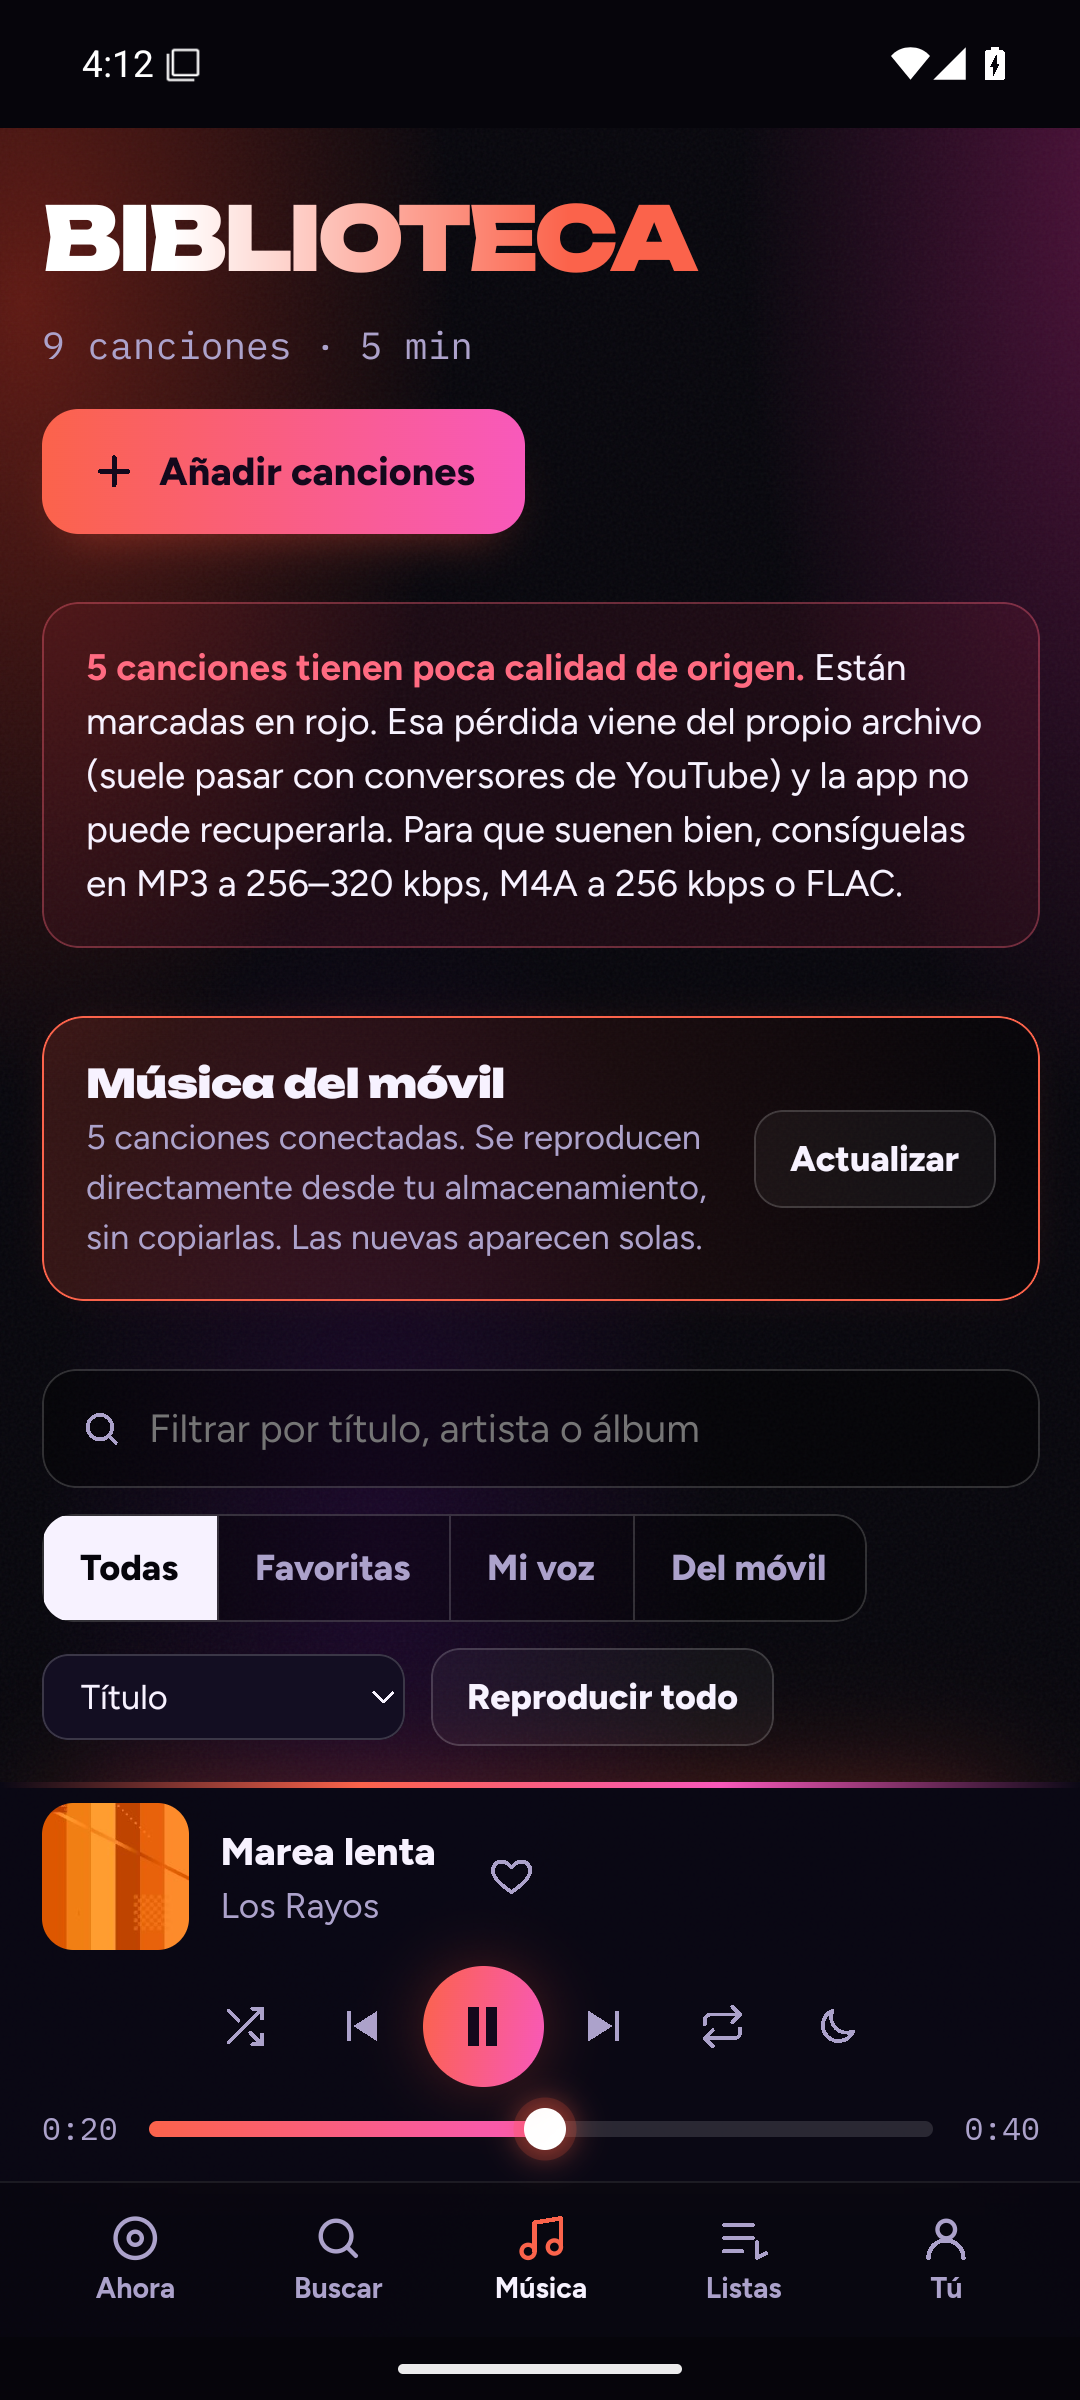 4:12
BIBLIOTECA
9 canciones · 5 min
Añadir canciones
5 canciones tienen poca calidad de origen. Están
marcadas en rojo. Esa pérdida viene del propio archivo
(suele pasar con conversores de YouTube) y la app no
puede recuperarla. Para que suenen bien, consíguelas
en MP3 a 256–320 kbps, M4A a 256 kbps o FLAC.
Música del móvil
5 canciones conectadas. Se reproducen
directamente desde tu almacenamiento,
sin copiarlas. Las nuevas aparecen solas.
Actualizar
Filtrar por título, artista o álbum
Todas Favoritas Mi voz Del móvil
Título Reproducir todo
Marea lenta
Los Rayos
0:20 0:40
Ahora Buscar Música Listas Tú